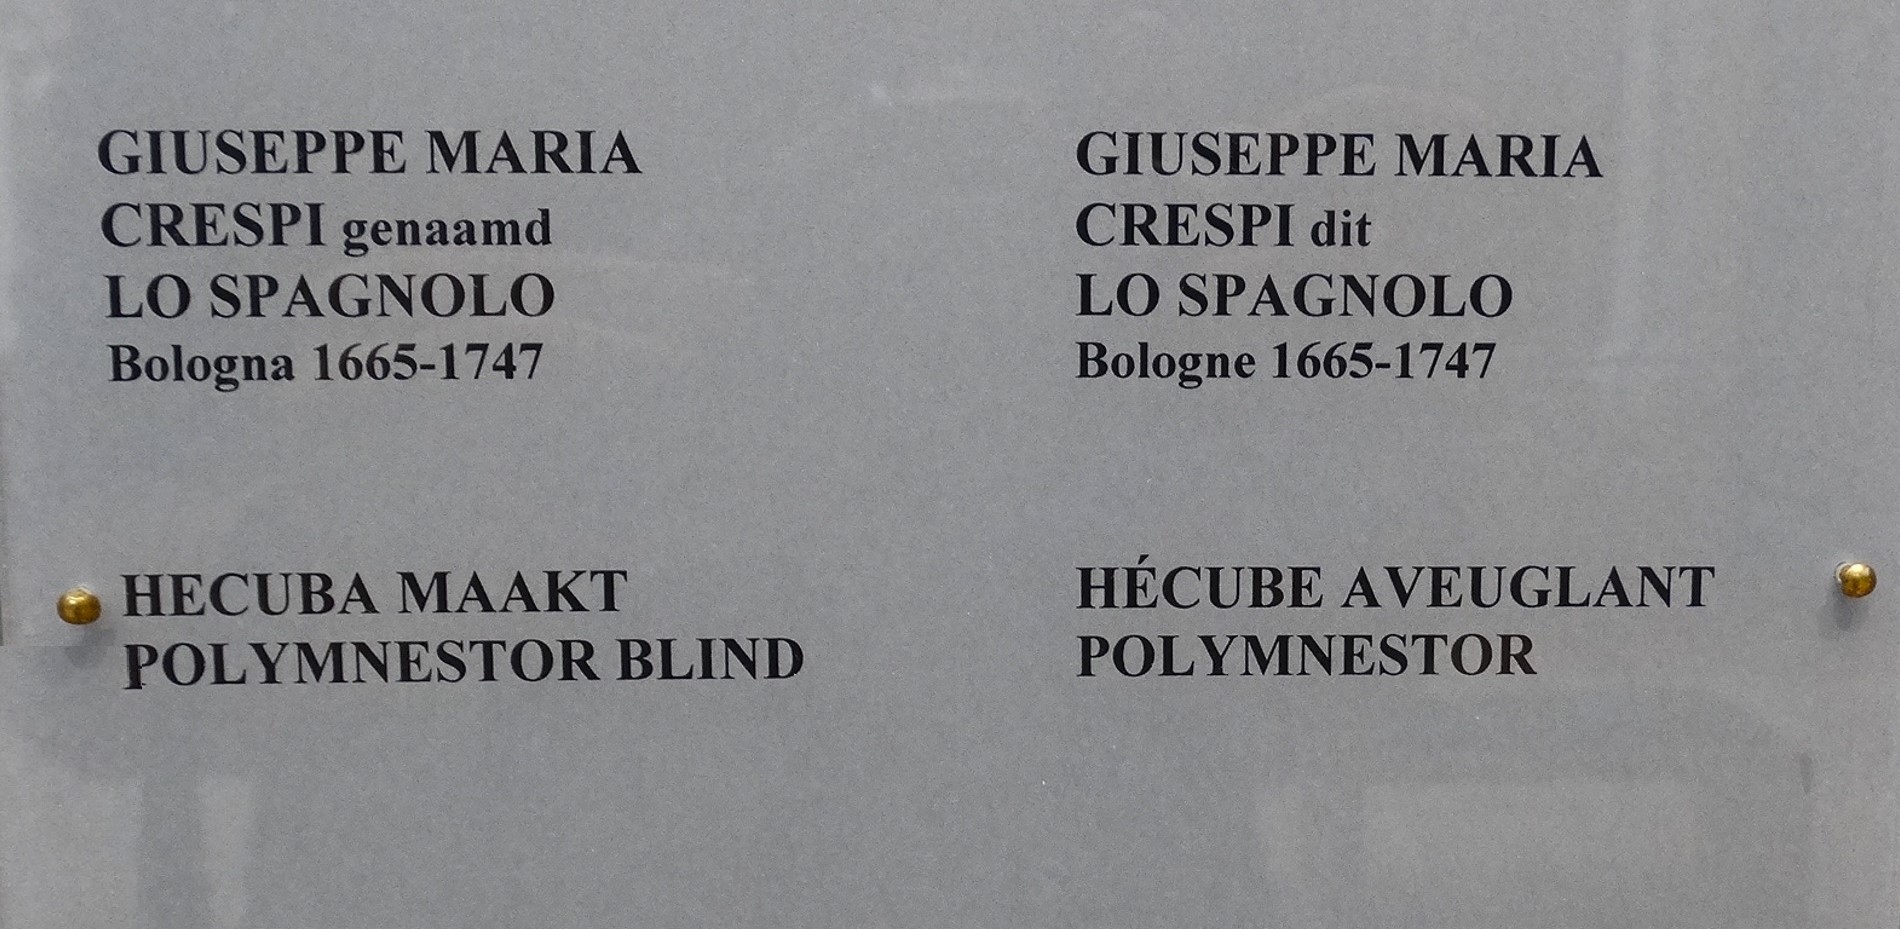 GIUSEPPE MARIA
CRESPI genaamd
LO SPAGNOLO
Bologna 1665-1747
HECUBA MAAKT
POLYMNESTOR BLIND
GIUSEPPE MARIA
CRESPI dit
LO SPAGNOLO
Bologne 1665-1747
HÉCUBE AVEUGLANT
POLYMNESTOR